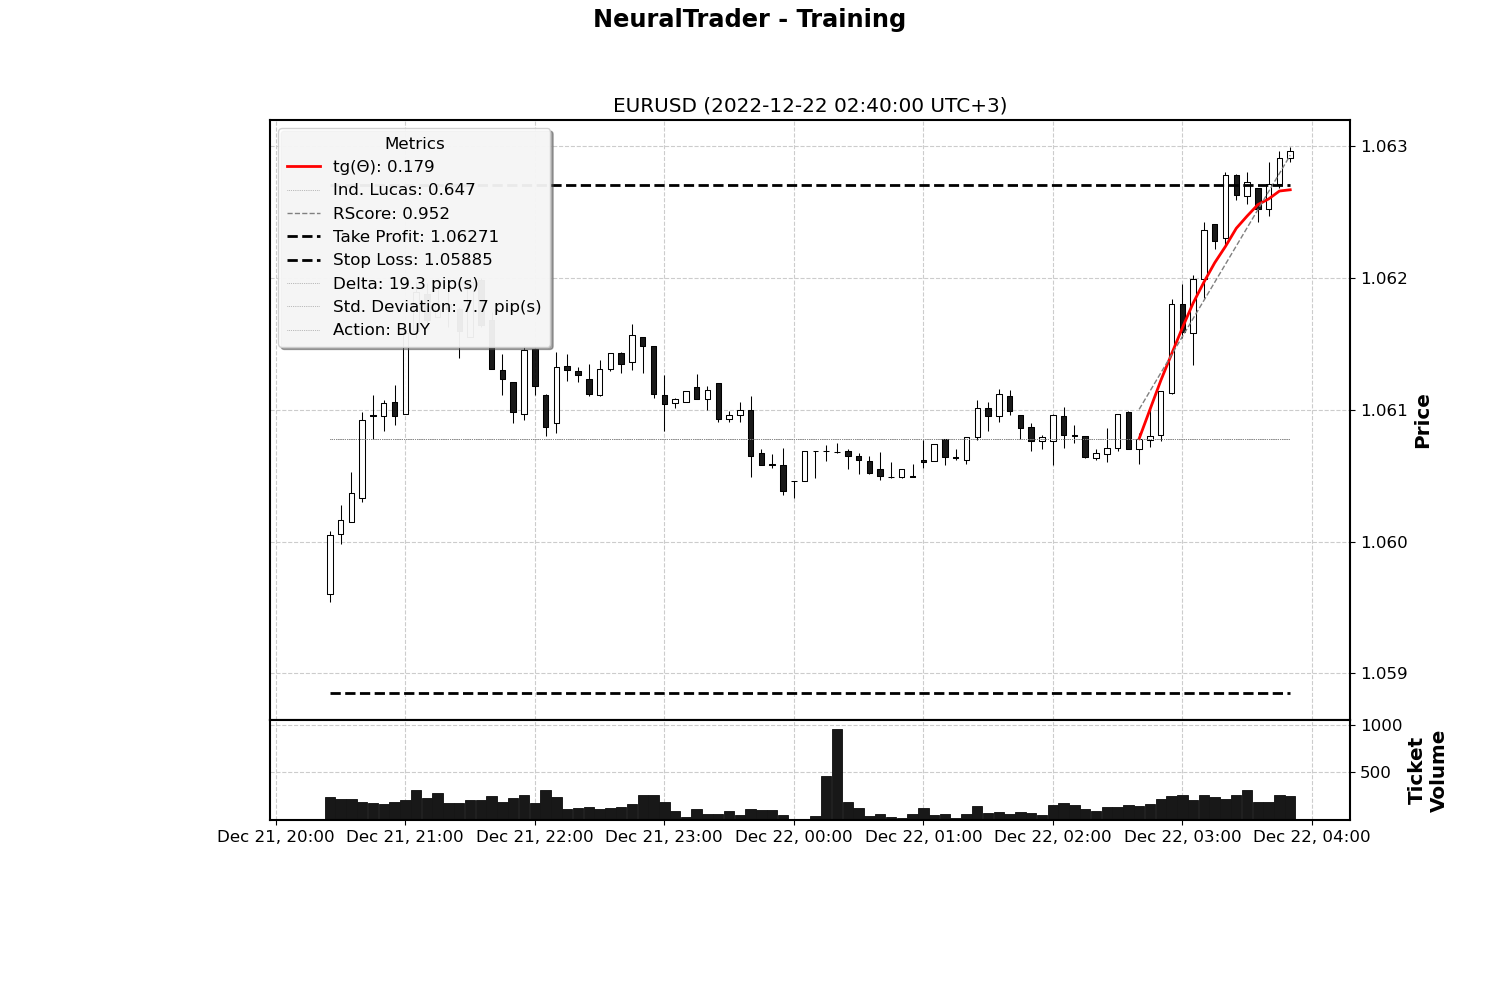 NeuralTrader - Training
EURUSD (2022-12-22 02:40:00 UTC+3)
Metrics
tg(Θ): 0.179
Ind. Lucas: 0.647
RScore: 0.952
Take Profit: 1.06271
Stop Loss: 1.05885
Delta: 19.3 pip(s)
Std. Deviation: 7.7 pip(s)
Action: BUY
1.063
1.062
1.061
1.060
1.059
Price
1000
500
Ticket
Volume
Dec 21, 20:00 Dec 21, 21:00 Dec 21, 22:00 Dec 21, 23:00 Dec 22, 00:00 Dec 22, 01:00 Dec 22, 02:00 Dec 22, 03:00 Dec 22, 04:00